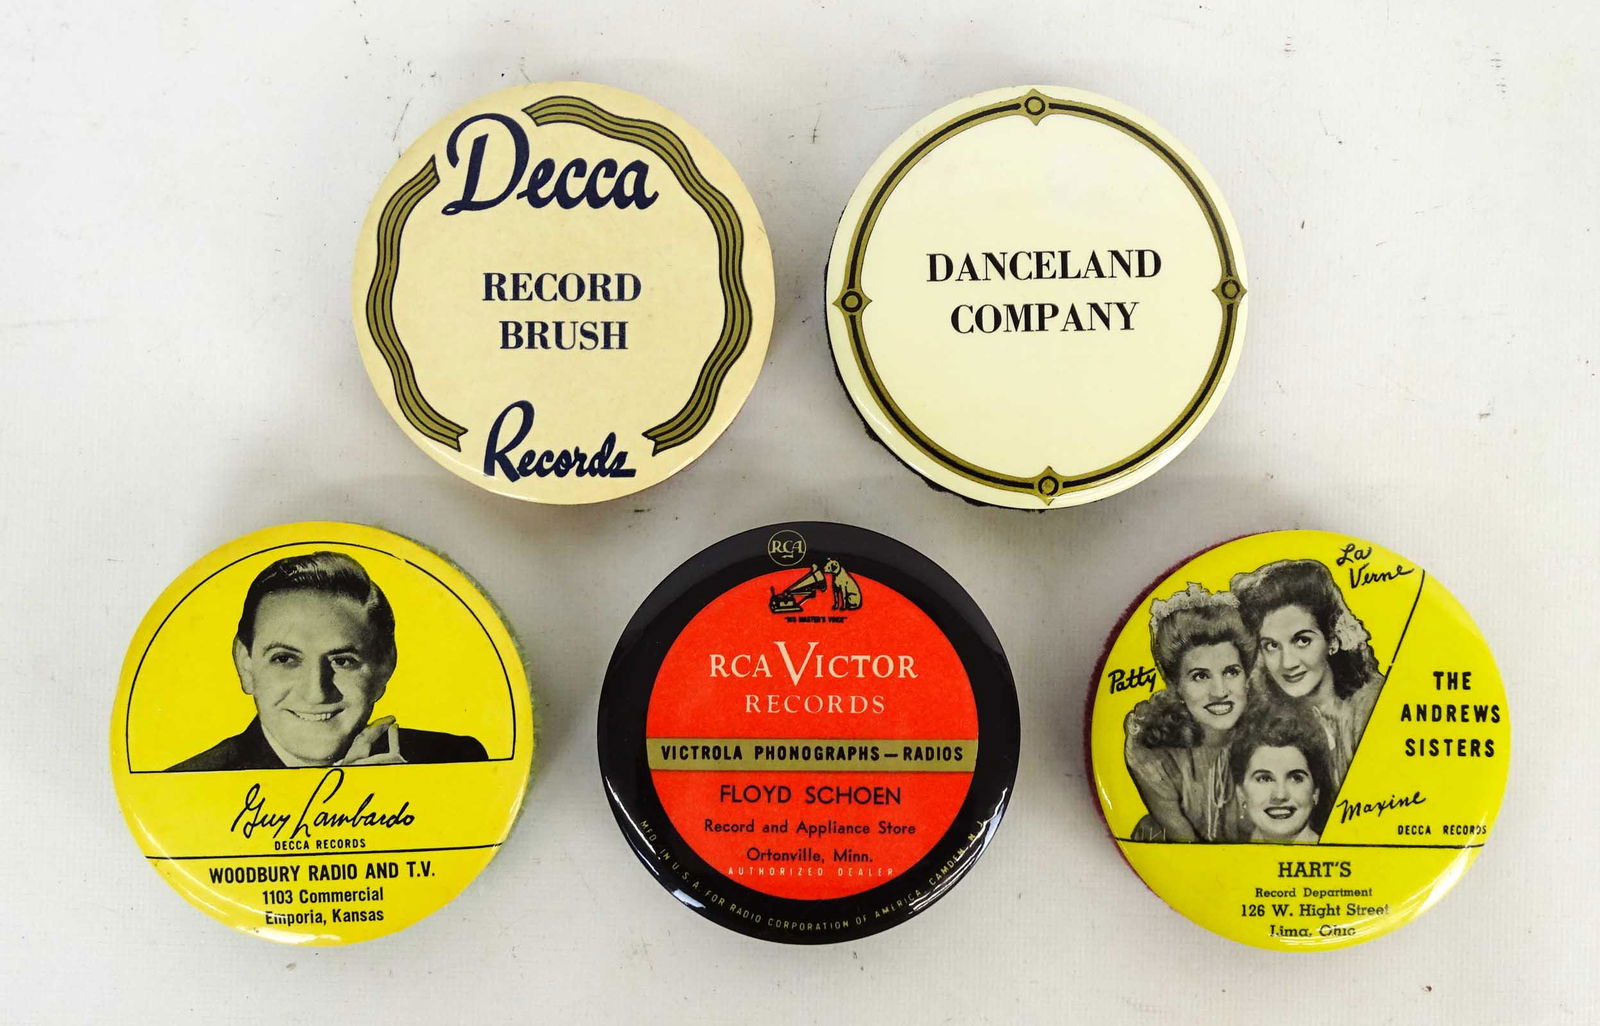 Decca
RECORD
BRUSH
Records
DANCELAND
COMPANY
Guy Lombardo
DECCA RECORDS
WOODBURY RADIO AND T.V.
1103 Commercial
Emporia, Kansas
RCA
"HIS MASTER'S VOICE"
RCA VICTOR
RECORDS
VICTROLA PHONOGRAPHS — RADIOS
FLOYD SCHOEN
Record and Appliance Store
Ortonville, Minn.
AUTHORIZED DEALER
MFD. IN U.S.A. FOR RADIO CORPORATION OF AMERICA, CAMDEN, N.J.
La
Verne
Patty
THE
ANDREWS
SISTERS
Maxine
DECCA RECORDS
HART'S
Record Department
126 W. Hight Street
Lima, Ohio